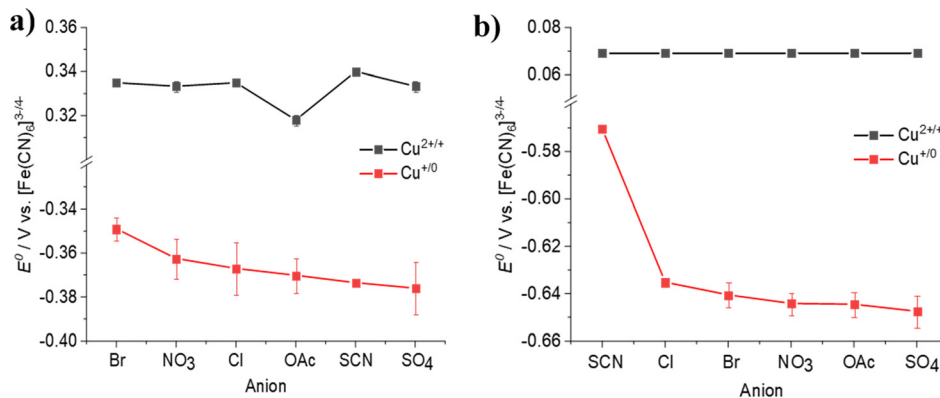 a)
0.36
0.34
0.32
-0.34
-0.36
-0.38
-0.40
E⁰ / V vs. [Fe(CN)₆]³⁻/⁴⁻
Cu²⁺/⁺
Cu⁺/⁰
Br NO₃ Cl OAc SCN SO₄
Anion
b)
0.08
0.06
-0.58
-0.60
-0.62
-0.64
-0.66
E⁰ / V vs. [Fe(CN)₆]³⁻/⁴⁻
Cu²⁺/⁺
Cu⁺/⁰
SCN Cl Br NO₃ OAc SO₄
Anion